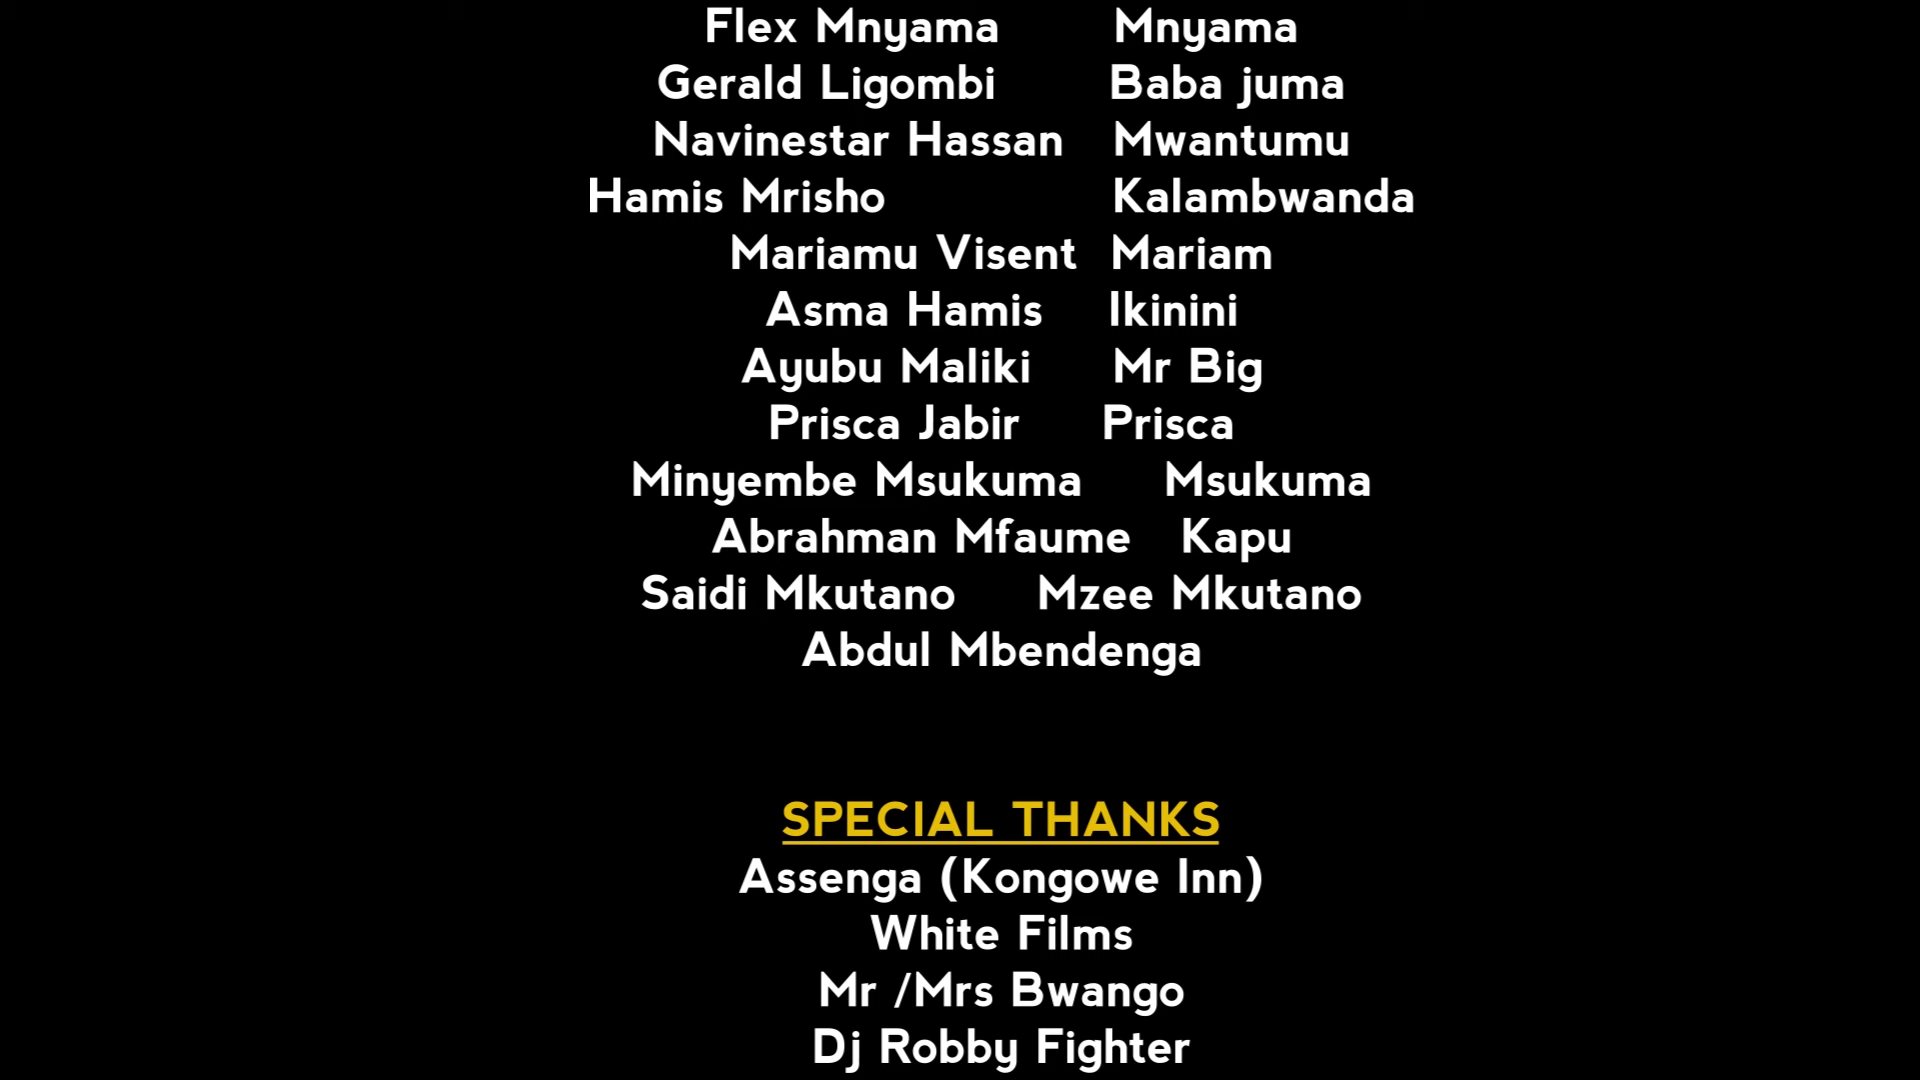 Flex Mnyama Mnyama
Gerald Ligombi Baba juma
Navinestar Hassan Mwantumu
Hamis Mrisho Kalambwanda
Mariamu Visent Mariam
Asma Hamis Ikinini
Ayubu Maliki Mr Big
Prisca Jabir Prisca
Minyembe Msukuma Msukuma
Abrahman Mfaume Kapu
Saidi Mkutano Mzee Mkutano
Abdul Mbendenga
SPECIAL THANKS
Assenga (Kongowe Inn)
White Films
Mr /Mrs Bwango
Dj Robby Fighter